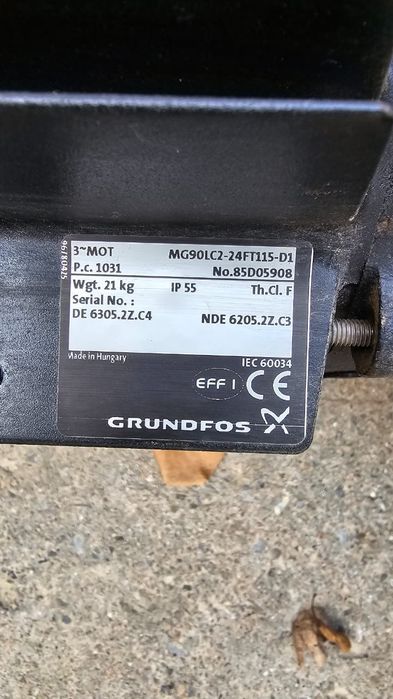 3~MOT MG90LC2-24FT115-D1
P.c. 1031 No.85D05908
Wgt. 21 kg IP 55 Th.Cl. F
Serial No. :
DE 6305.2Z.C4 NDE 6205.2Z.C3
Made in Hungary
IEC 60034
EFF 1 CE
GRUNDFOS
96780475